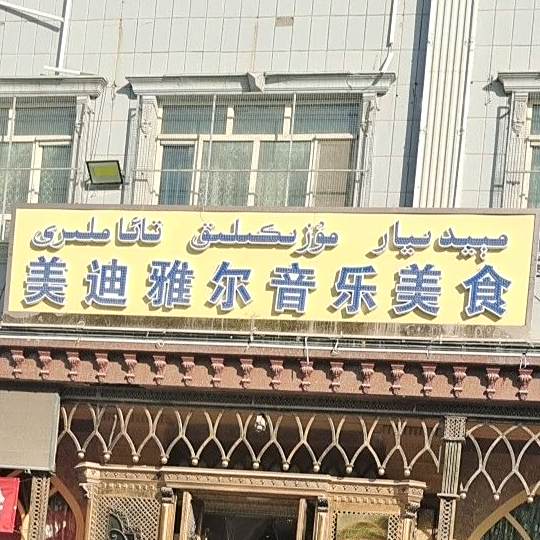 مېيدىيار مۇزىكىلىق تائاملىرى
美迪雅尔音乐美食